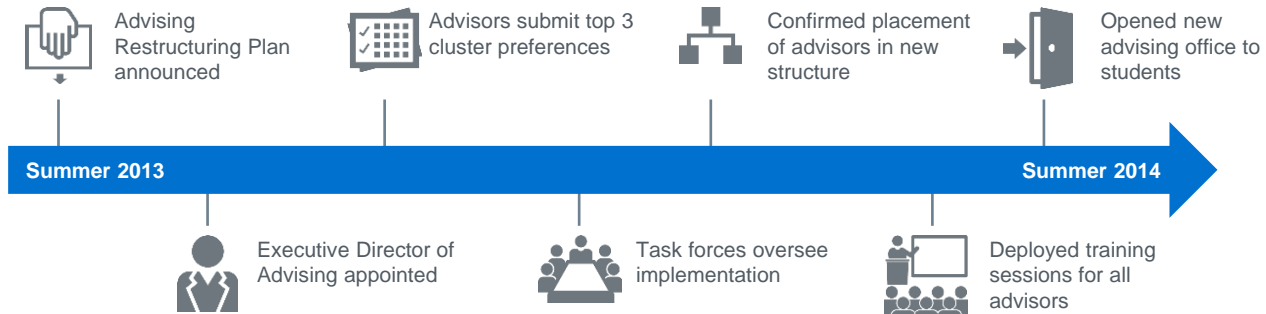 Advising
Restructuring Plan
announced
Advisors submit top 3
cluster preferences
Confirmed placement
of advisors in new
structure
Opened new
advising office to
students
Summer 2013
Summer 2014
Executive Director of
Advising appointed
Task forces oversee
implementation
Deployed training
sessions for all
advisors